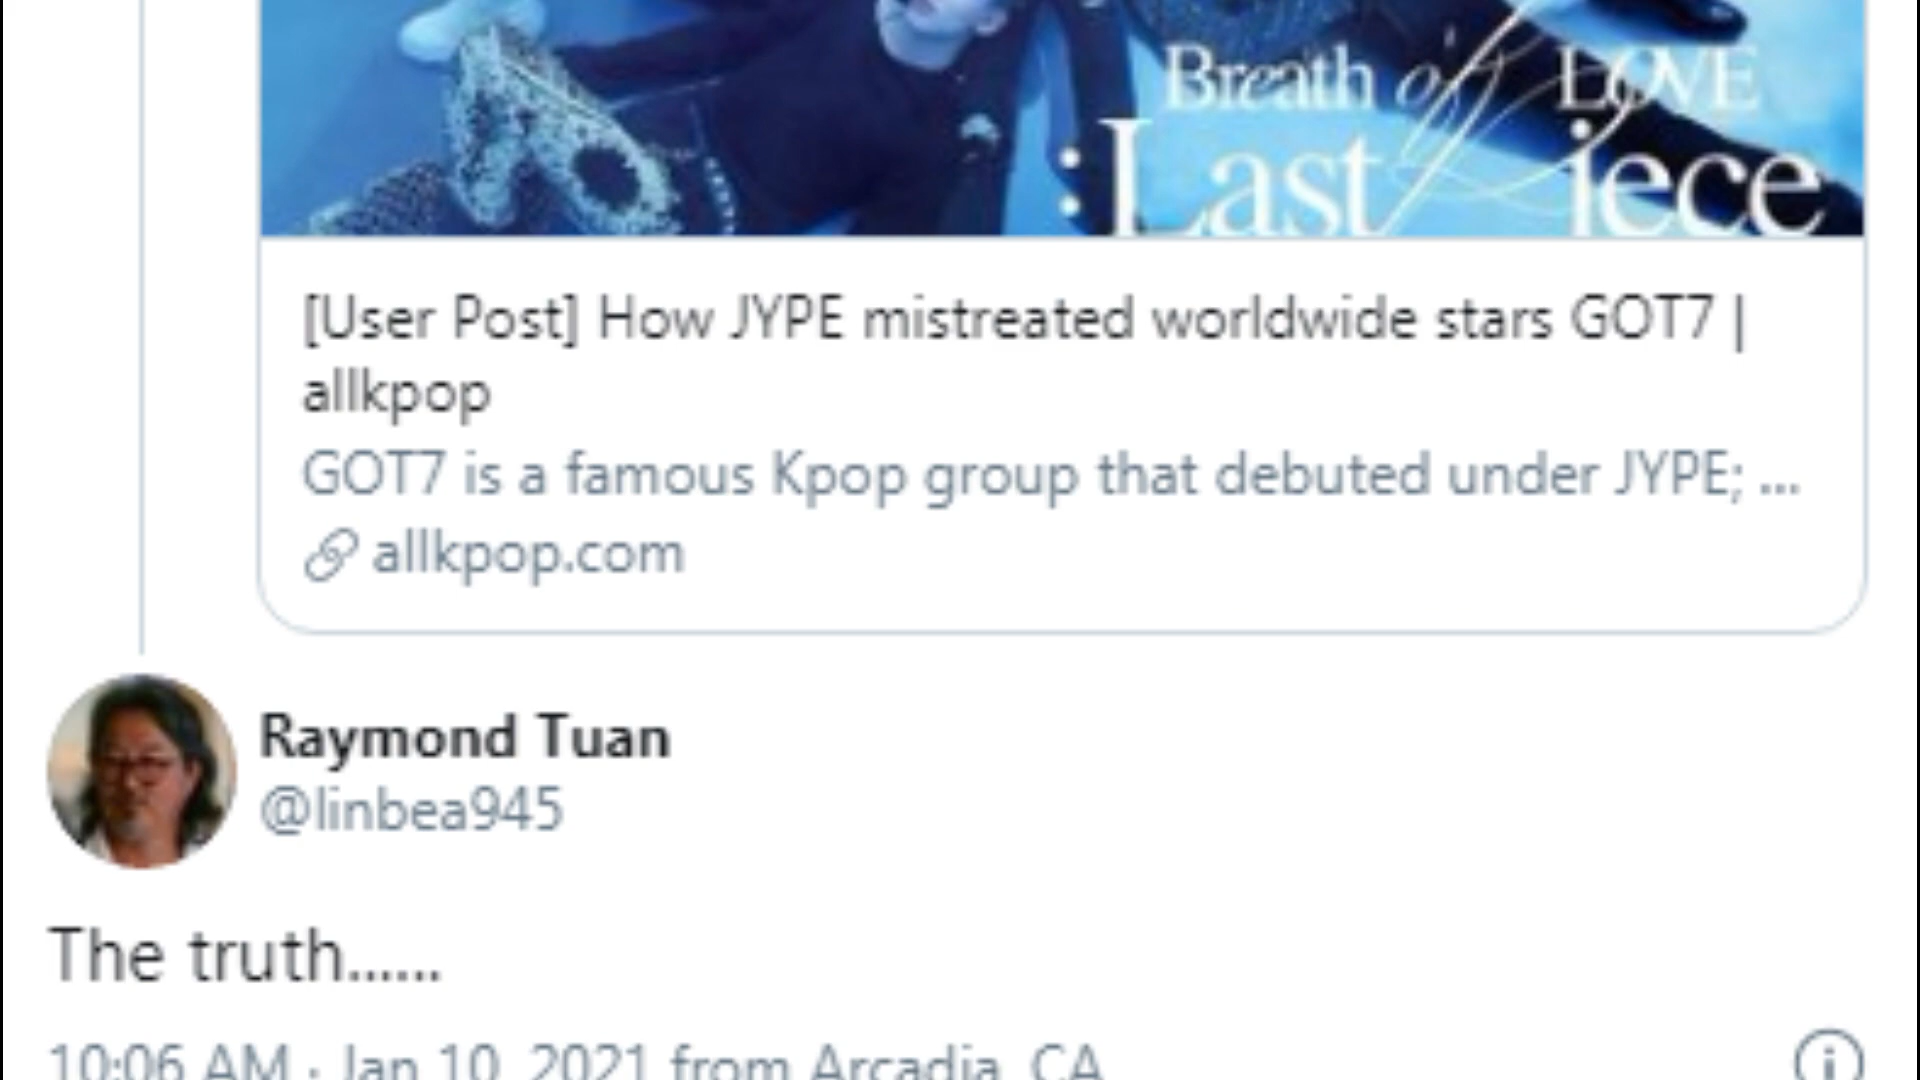 Breath of LOVE
:Last Piece
[User Post] How JYPE mistreated worldwide stars GOT7 |
allkpop
GOT7 is a famous Kpop group that debuted under JYPE; ...
allkpop.com
Raymond Tuan
@linbea945
The truth......
10:06 AM · Jan 10, 2021 from Arcadia, CA